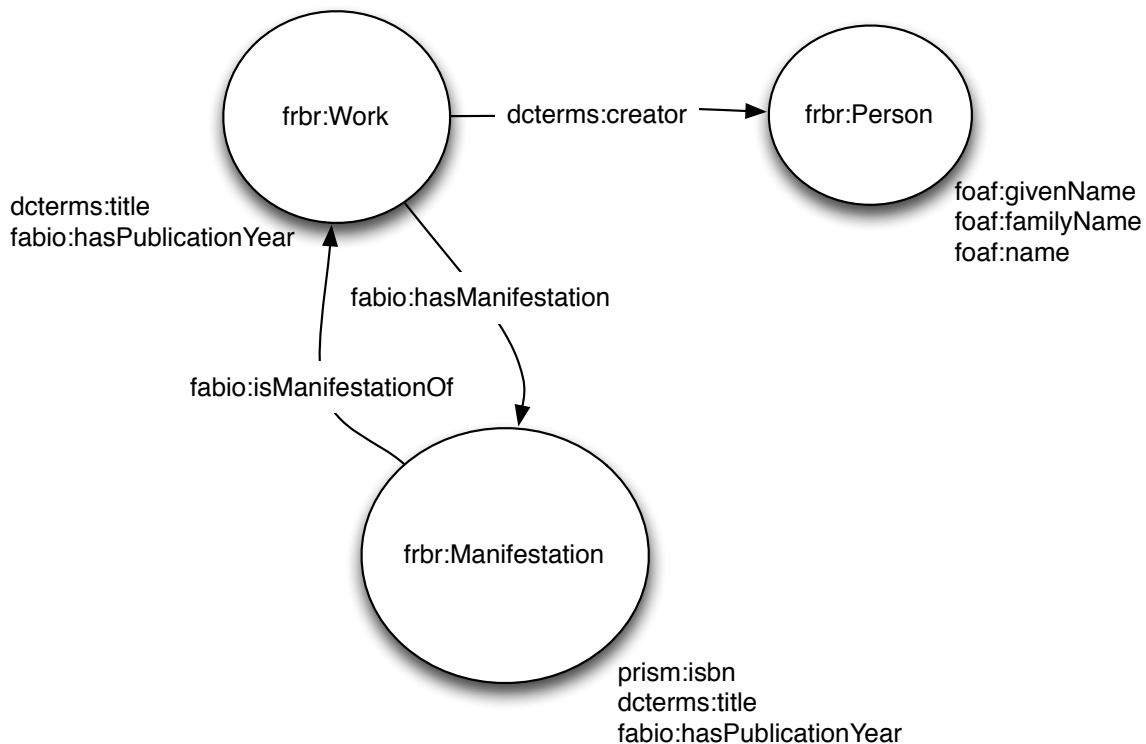 frbr:Work
dcterms:creator
frbr:Person
dcterms:title
fabio:hasPublicationYear
foaf:givenName
foaf:familyName
foaf:name
fabio:hasManifestation
fabio:isManifestationOf
frbr:Manifestation
prism:isbn
dcterms:title
fabio:hasPublicationYear